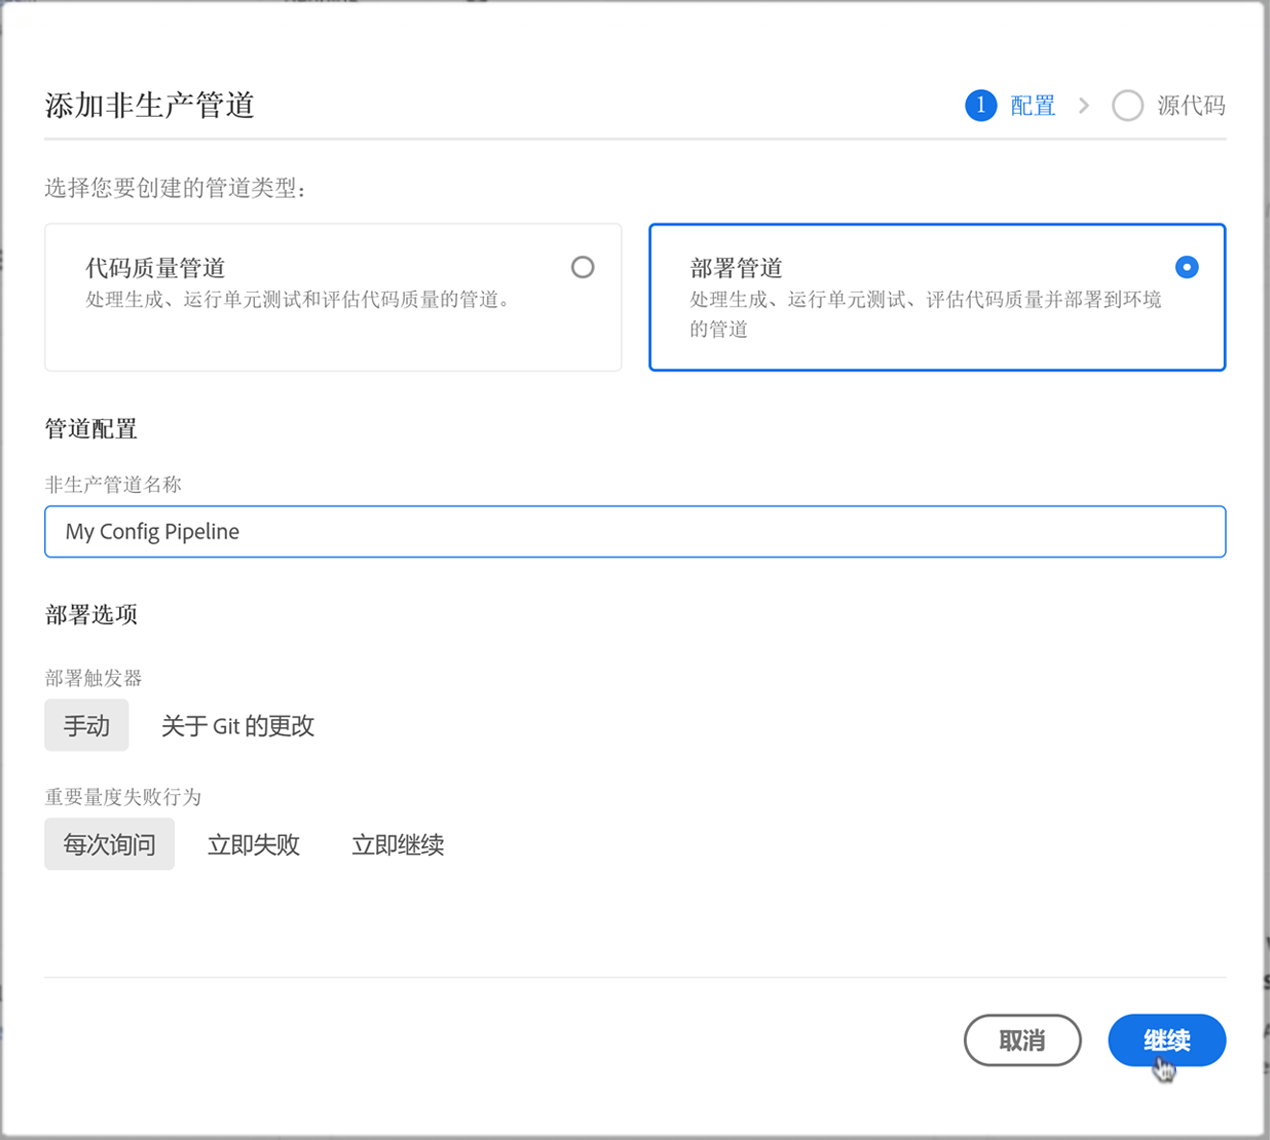 添加非生产管道
1 配置 > 源代码
选择您要创建的管道类型：
代码质量管道
处理生成、运行单元测试和评估代码质量的管道。
部署管道
处理生成、运行单元测试、评估代码质量并部署到环境
的管道
管道配置
非生产管道名称
My Config Pipeline
部署选项
部署触发器
手动 关于 Git 的更改
重要量度失败行为
每次询问 立即失败 立即继续
取消 继续